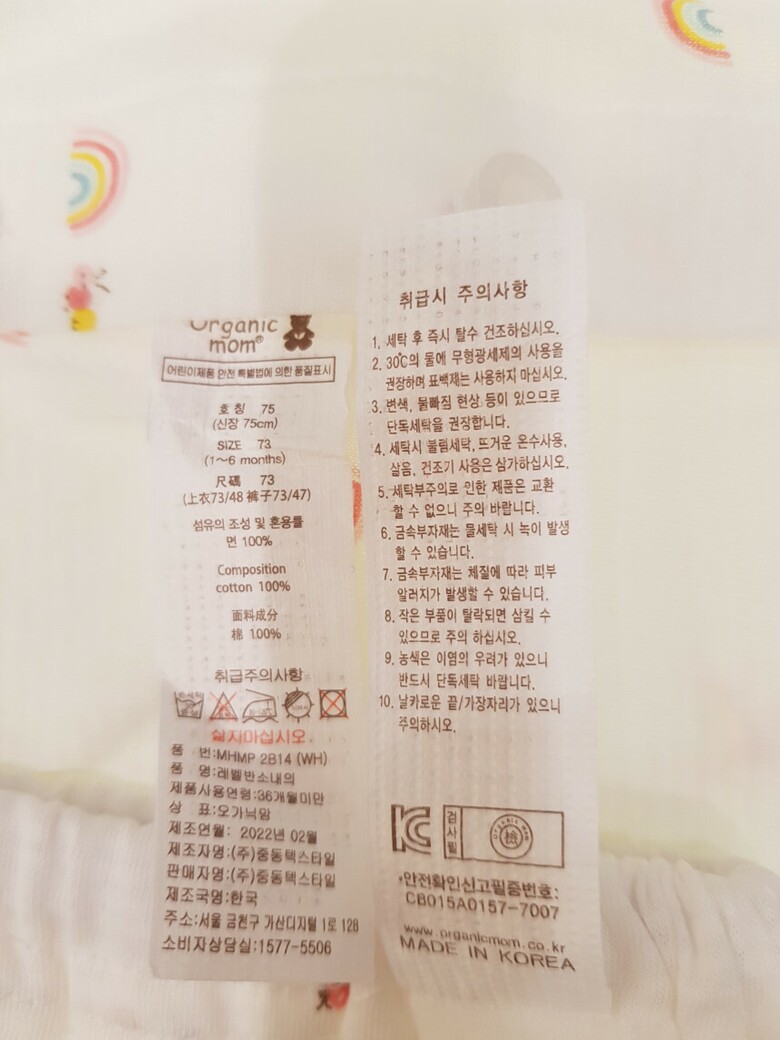 Organic
mom®
어린이제품 안전 특별법에 의한 품질표시
호 칭 75
(신장 75cm)
SIZE 73
(1~6 months)
尺碼 73
(上衣73/48 裤子73/47)
섬유의 조성 및 혼용률
면 100%
Composition
cotton 100%
面料成分
棉 100%
취급주의사항
삶지마십시오
품 번:MHMP 2B14 (WH)
품 명:레벨반소내의
제품사용연령:36개월미만
상 표:오가닉맘
제조연월: 2022년 02월
제조자명:(주)중동텍스타일
판매자명:(주)중동텍스타일
제조국명:한국
주소:서울 금천구 가산디지털 1로 128
소비자상담실:1577-5506
취급시 주의사항
1. 세탁 후 즉시 탈수 건조하십시오.
2. 30℃의 물에 무형광세제의 사용을
권장하며 표백제는 사용하지 마십시오.
3. 변색, 물빠짐 현상 등이 있으므로
단독세탁을 권장합니다.
4. 세탁시 불림세탁, 뜨거운 온수사용,
삶음, 건조기 사용은 삼가하십시오.
5. 세탁부주의로 인한 제품은 교환
할 수 없으니 주의 바랍니다.
6. 금속부자재는 물세탁 시 녹이 발생
할 수 있습니다.
7. 금속부자재는 체질에 따라 피부
알러지가 발생할 수 있습니다.
8. 작은 부품이 탈락되면 삼킬 수
있으므로 주의 하십시오.
9. 농색은 이염의 우려가 있으니
반드시 단독세탁 바랍니다.
10. 날카로운 끝/가장자리가 있으니
주의하시오.
KC
검사필
Organic mom
檢
•안전확인신고필증번호:
CB015A0157-7007
www.organicmom.co.kr
MADE IN KOREA